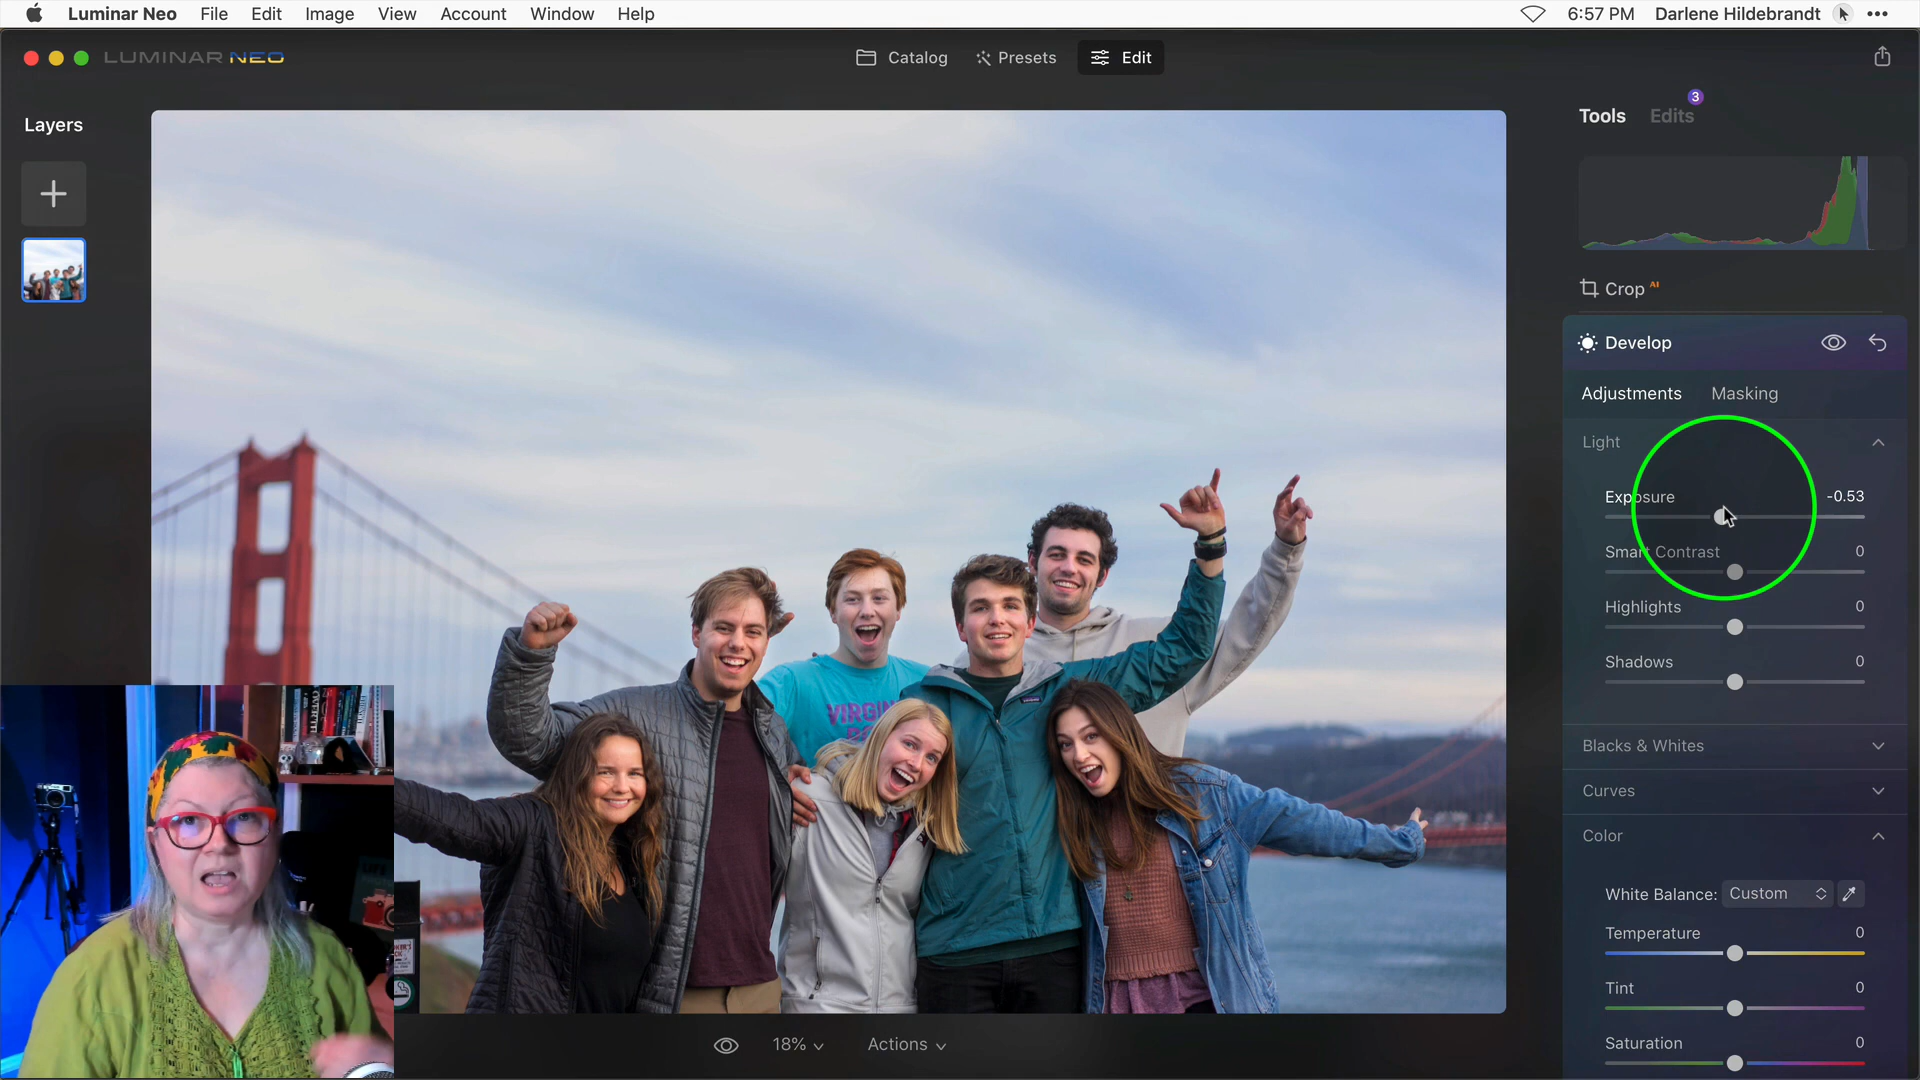 Luminar Neo File Edit Image View Account Window Help 6:57 PM Darlene Hildebrandt
LUMINAR NEO Catalog Presets Edit
Layers
Tools Edits 3
Crop AI
Develop
Adjustments Masking
Light
Exposure -0.53
Smart Contrast 0
Highlights 0
Shadows 0
Blacks & Whites
Curves
Color
White Balance: Custom
Temperature 0
Tint 0
Saturation 0
18% Actions